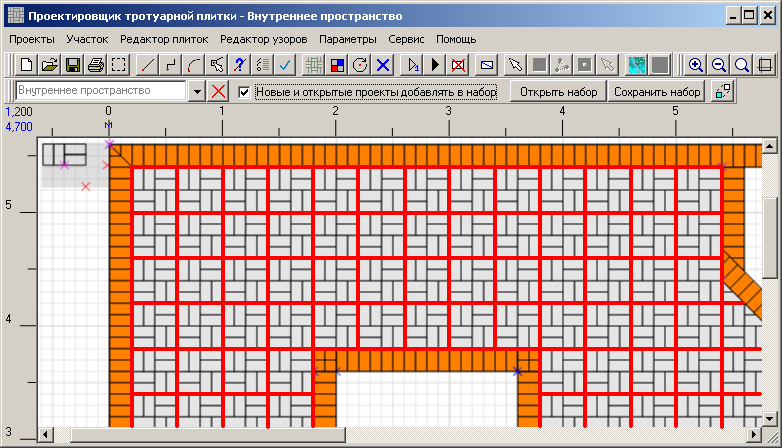 Проектировщик тротуарной плитки - Внутреннее пространство
Проекты Участок Редактор плиток Редактор узоров Параметры Сервис Помощь
Внутреннее пространство Новые и открытые проекты добавлять в набор Открыть набор Сохранить набор
1,200 0 1 2 3 4 5
4,700 М
5
4
3